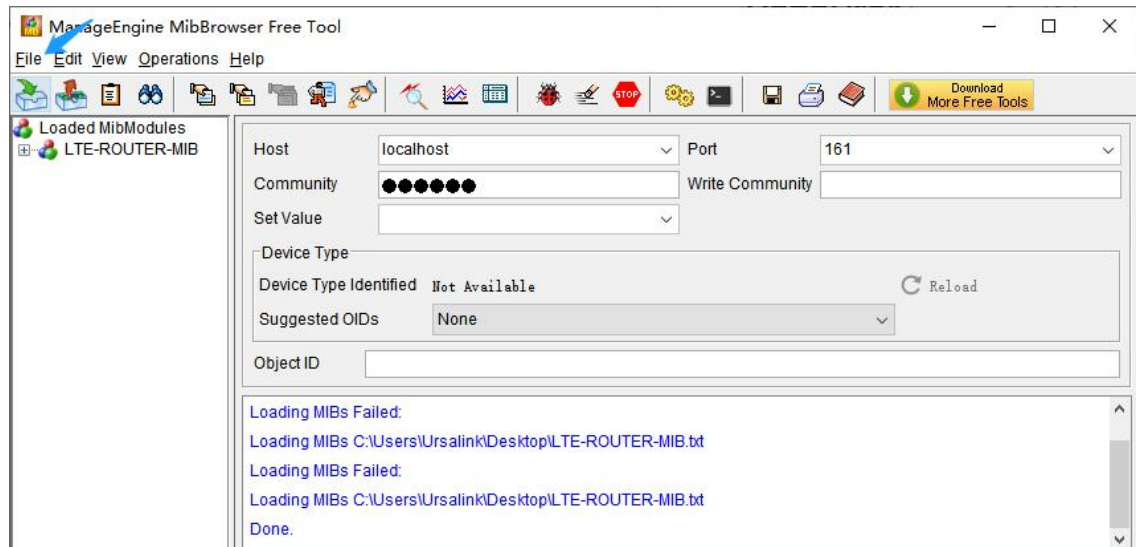 ManageEngine MibBrowser Free Tool
File Edit View Operations Help
STOP
Download
More Free Tools
Loaded MibModules
LTE-ROUTER-MIB
Host localhost Port 161
Community ●●●●●● Write Community
Set Value
Device Type
Device Type Identified Not Available Reload
Suggested OIDs None
Object ID
Loading MIBs Failed:
Loading MIBs C:\Users\Ursalink\Desktop\LTE-ROUTER-MIB.txt
Loading MIBs Failed:
Loading MIBs C:\Users\Ursalink\Desktop\LTE-ROUTER-MIB.txt
Done.